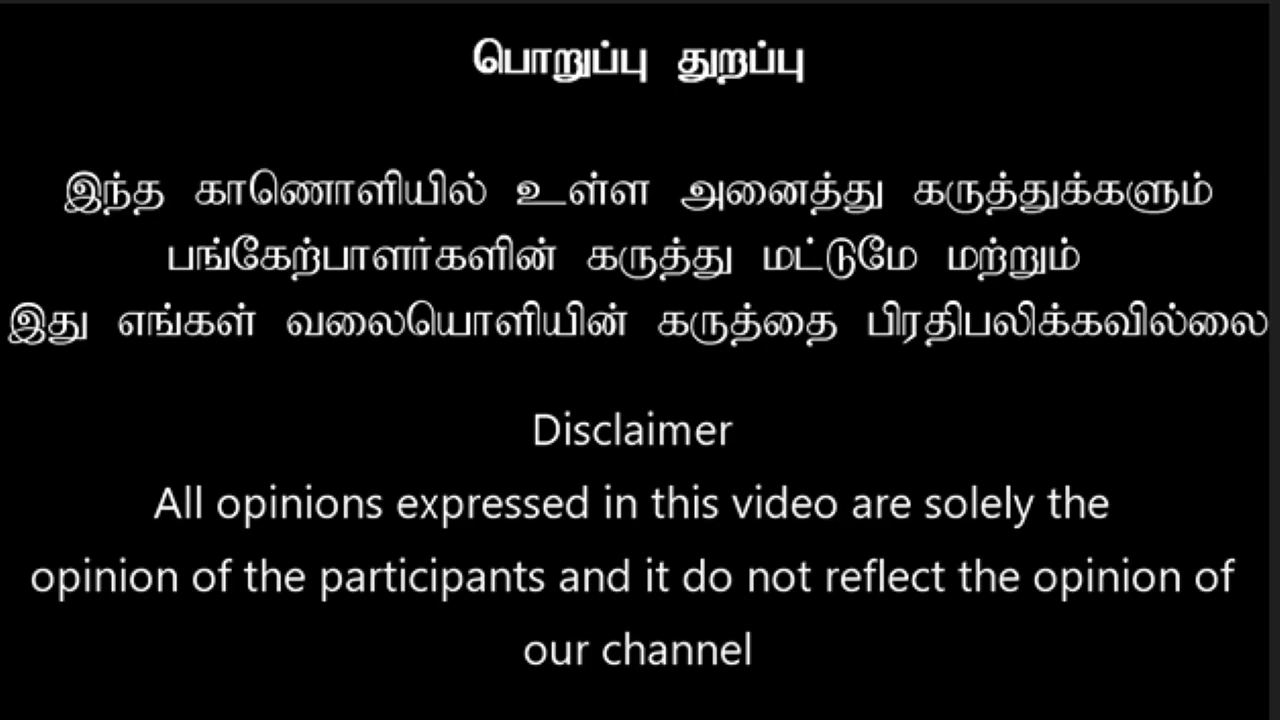 பொறுப்பு துறப்பு
இந்த காணொளியில் உள்ள அனைத்து கருத்துக்களும்
பங்கேற்பாளர்களின் கருத்து மட்டுமே மற்றும்
இது எங்கள் வலையொளியின் கருத்தை பிரதிபலிக்கவில்லை
Disclaimer
All opinions expressed in this video are solely the
opinion of the participants and it do not reflect the opinion of
our channel